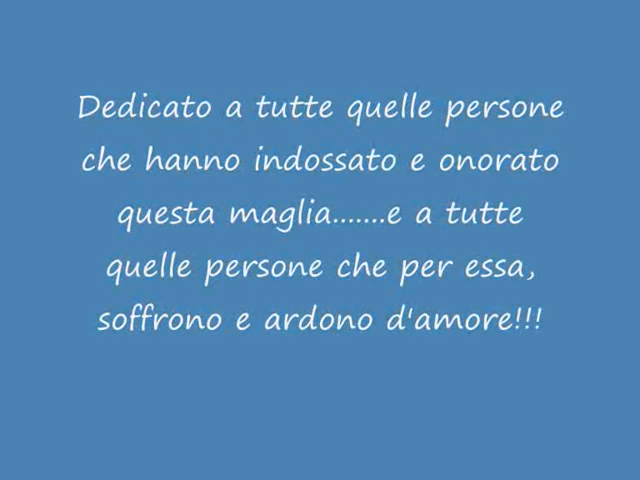 Dedicato a tutte quelle persone
che hanno indossato e onorato
questa maglia.......e a tutte
quelle persone che per essa,
soffrono e ardono d'amore!!!